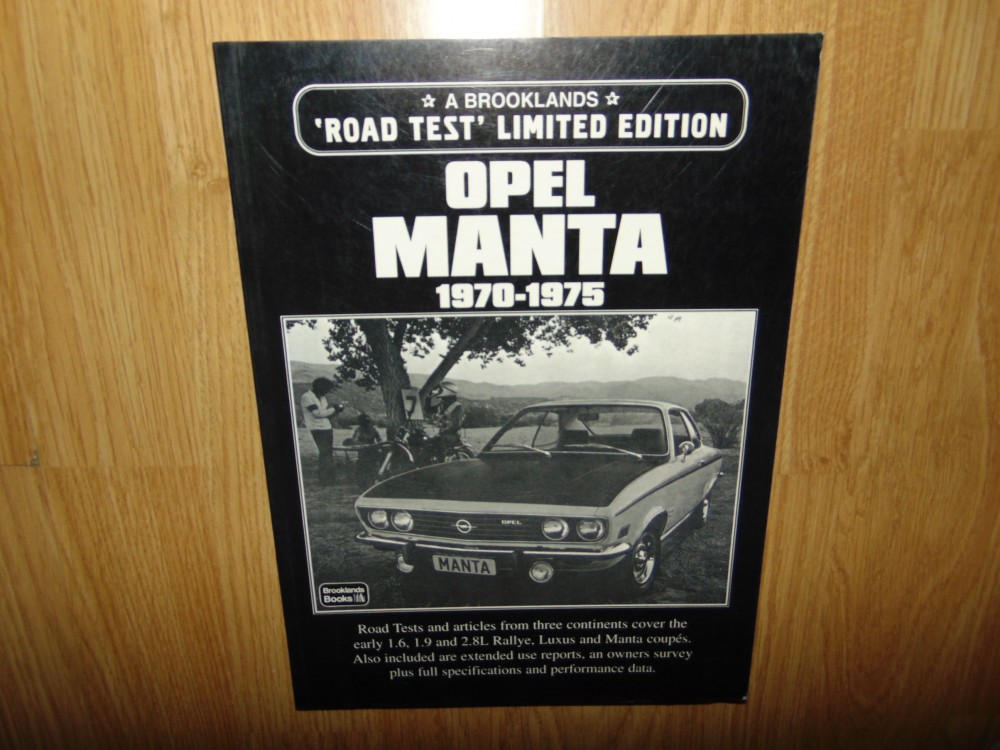 ☆ A BROOKLANDS ☆
'ROAD TEST' LIMITED EDITION
OPEL
MANTA
1970-1975
7
OPEL
MANTA
Brooklands
Books
Road Tests and articles from three continents cover the
early 1.6, 1.9 and 2.8L Rallye, Luxus and Manta coupés.
Also included are extended use reports, an owners survey
plus full specifications and performance data.